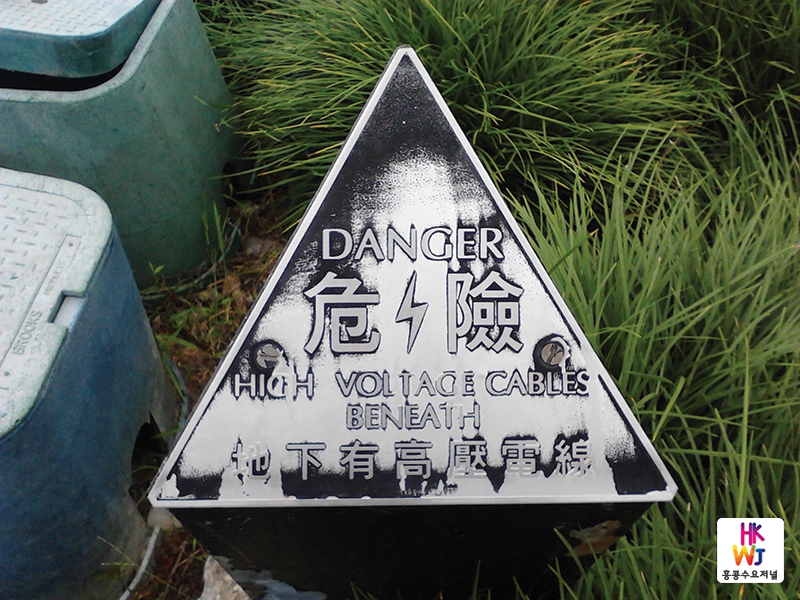 DANGER
危險
HIGH VOLTAGE CABLES
BENEATH
地下有高壓電線
BROOKS
HK
WJ
홍콩수요저널